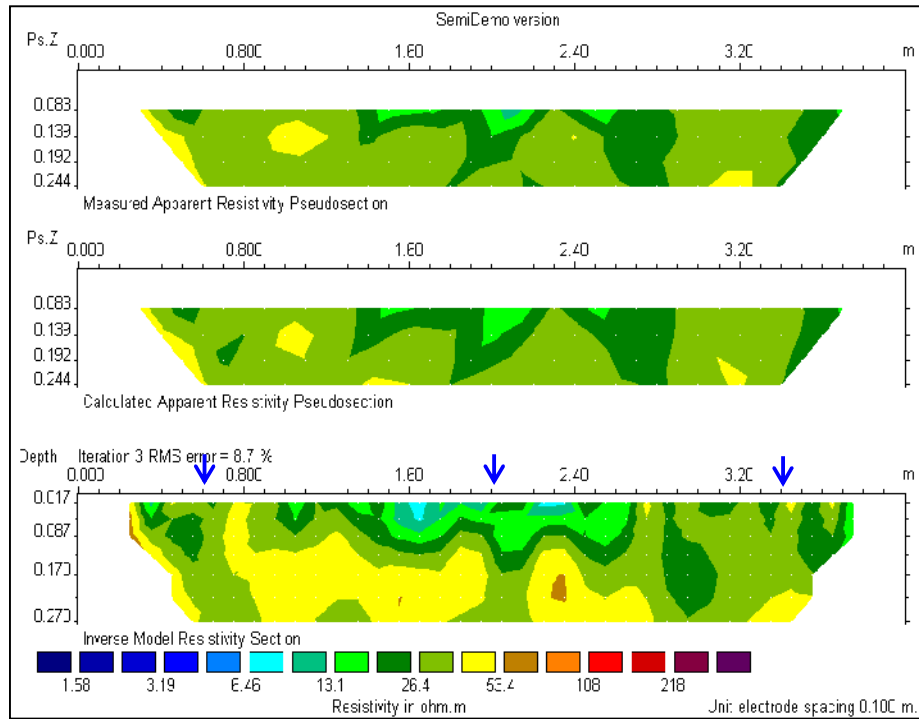 SemiDemo version
Ps.Z 0.000 0.800 1.60 2.40 3.20 m
0.083
0.139
0.192
0.244
Measured Apparent Resistivity Pseudosection
Ps.Z 0.000 0.800 1.60 2.40 3.20 m
0.083
0.139
0.192
0.244
Calculated Apparent Resistivity Pseudosection
Depth Iteration 3 RMS error = 8.7 %
0.000 0.800 1.60 2.40 3.20 m
0.017
0.087
0.173
0.273
Inverse Model Resistivity Section
1.58 3.19 6.46 13.1 26.4 53.4 108 218
Resistivity in ohm.m Unit electrode spacing 0.100 m.